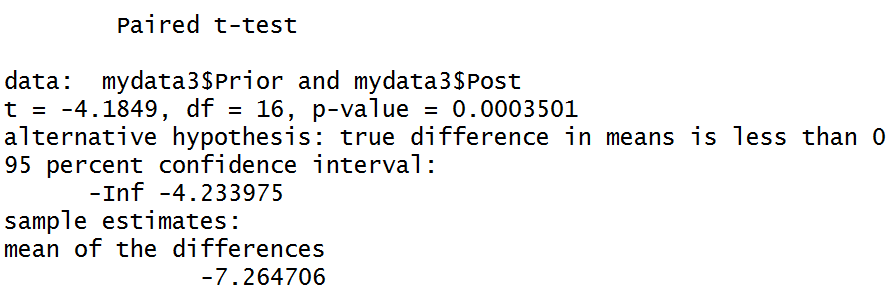 Paired t-test
data:  mydata3$Prior and mydata3$Post
t = -4.1849, df = 16, p-value = 0.0003501
alternative hypothesis: true difference in means is less than 0
95 percent confidence interval:
-Inf -4.233975
sample estimates:
mean of the differences
-7.264706